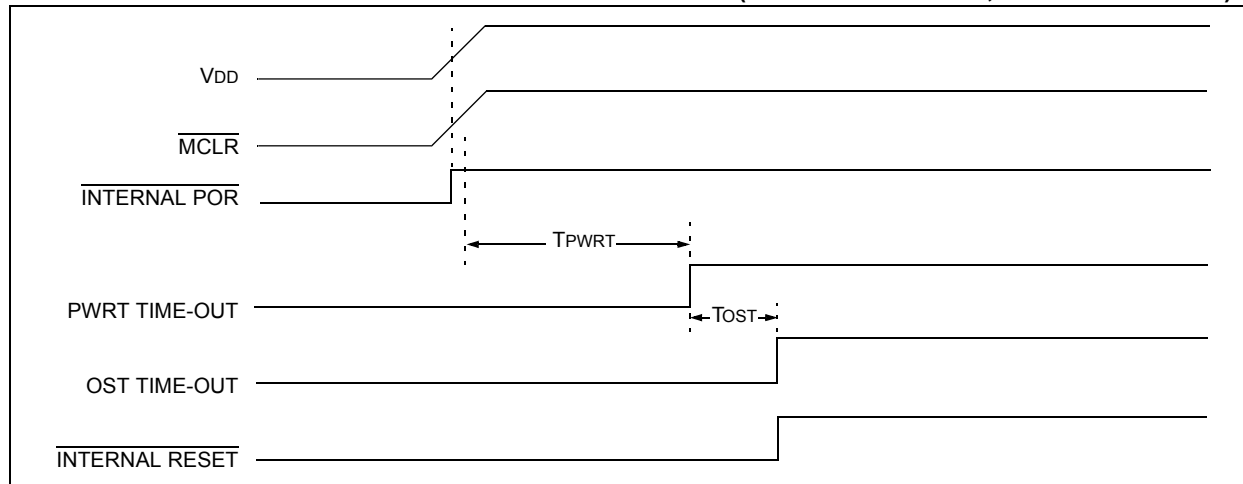 VDD
MCLR
INTERNAL POR
TPWRT
PWRT TIME-OUT
TOST
OST TIME-OUT
INTERNAL RESET